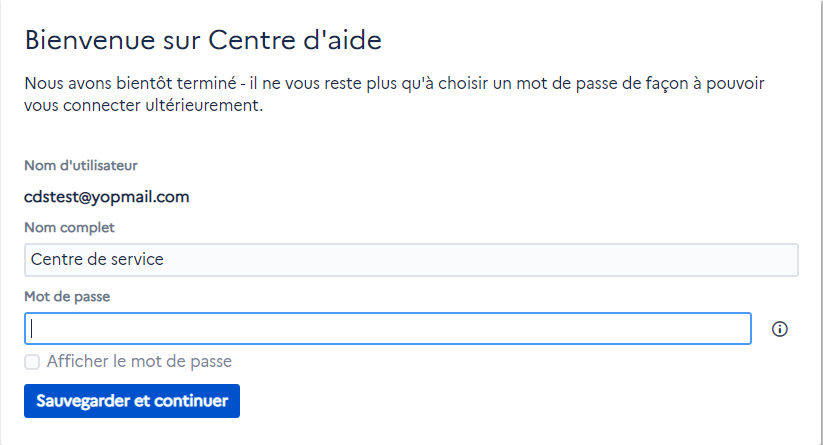 Bienvenue sur Centre d'aide
Nous avons bientôt terminé - il ne vous reste plus qu'à choisir un mot de passe de façon à pouvoir
vous connecter ultérieurement.
Nom d'utilisateur
cdstest@yopmail.com
Nom complet
Centre de service
Mot de passe
Afficher le mot de passe
Sauvegarder et continuer